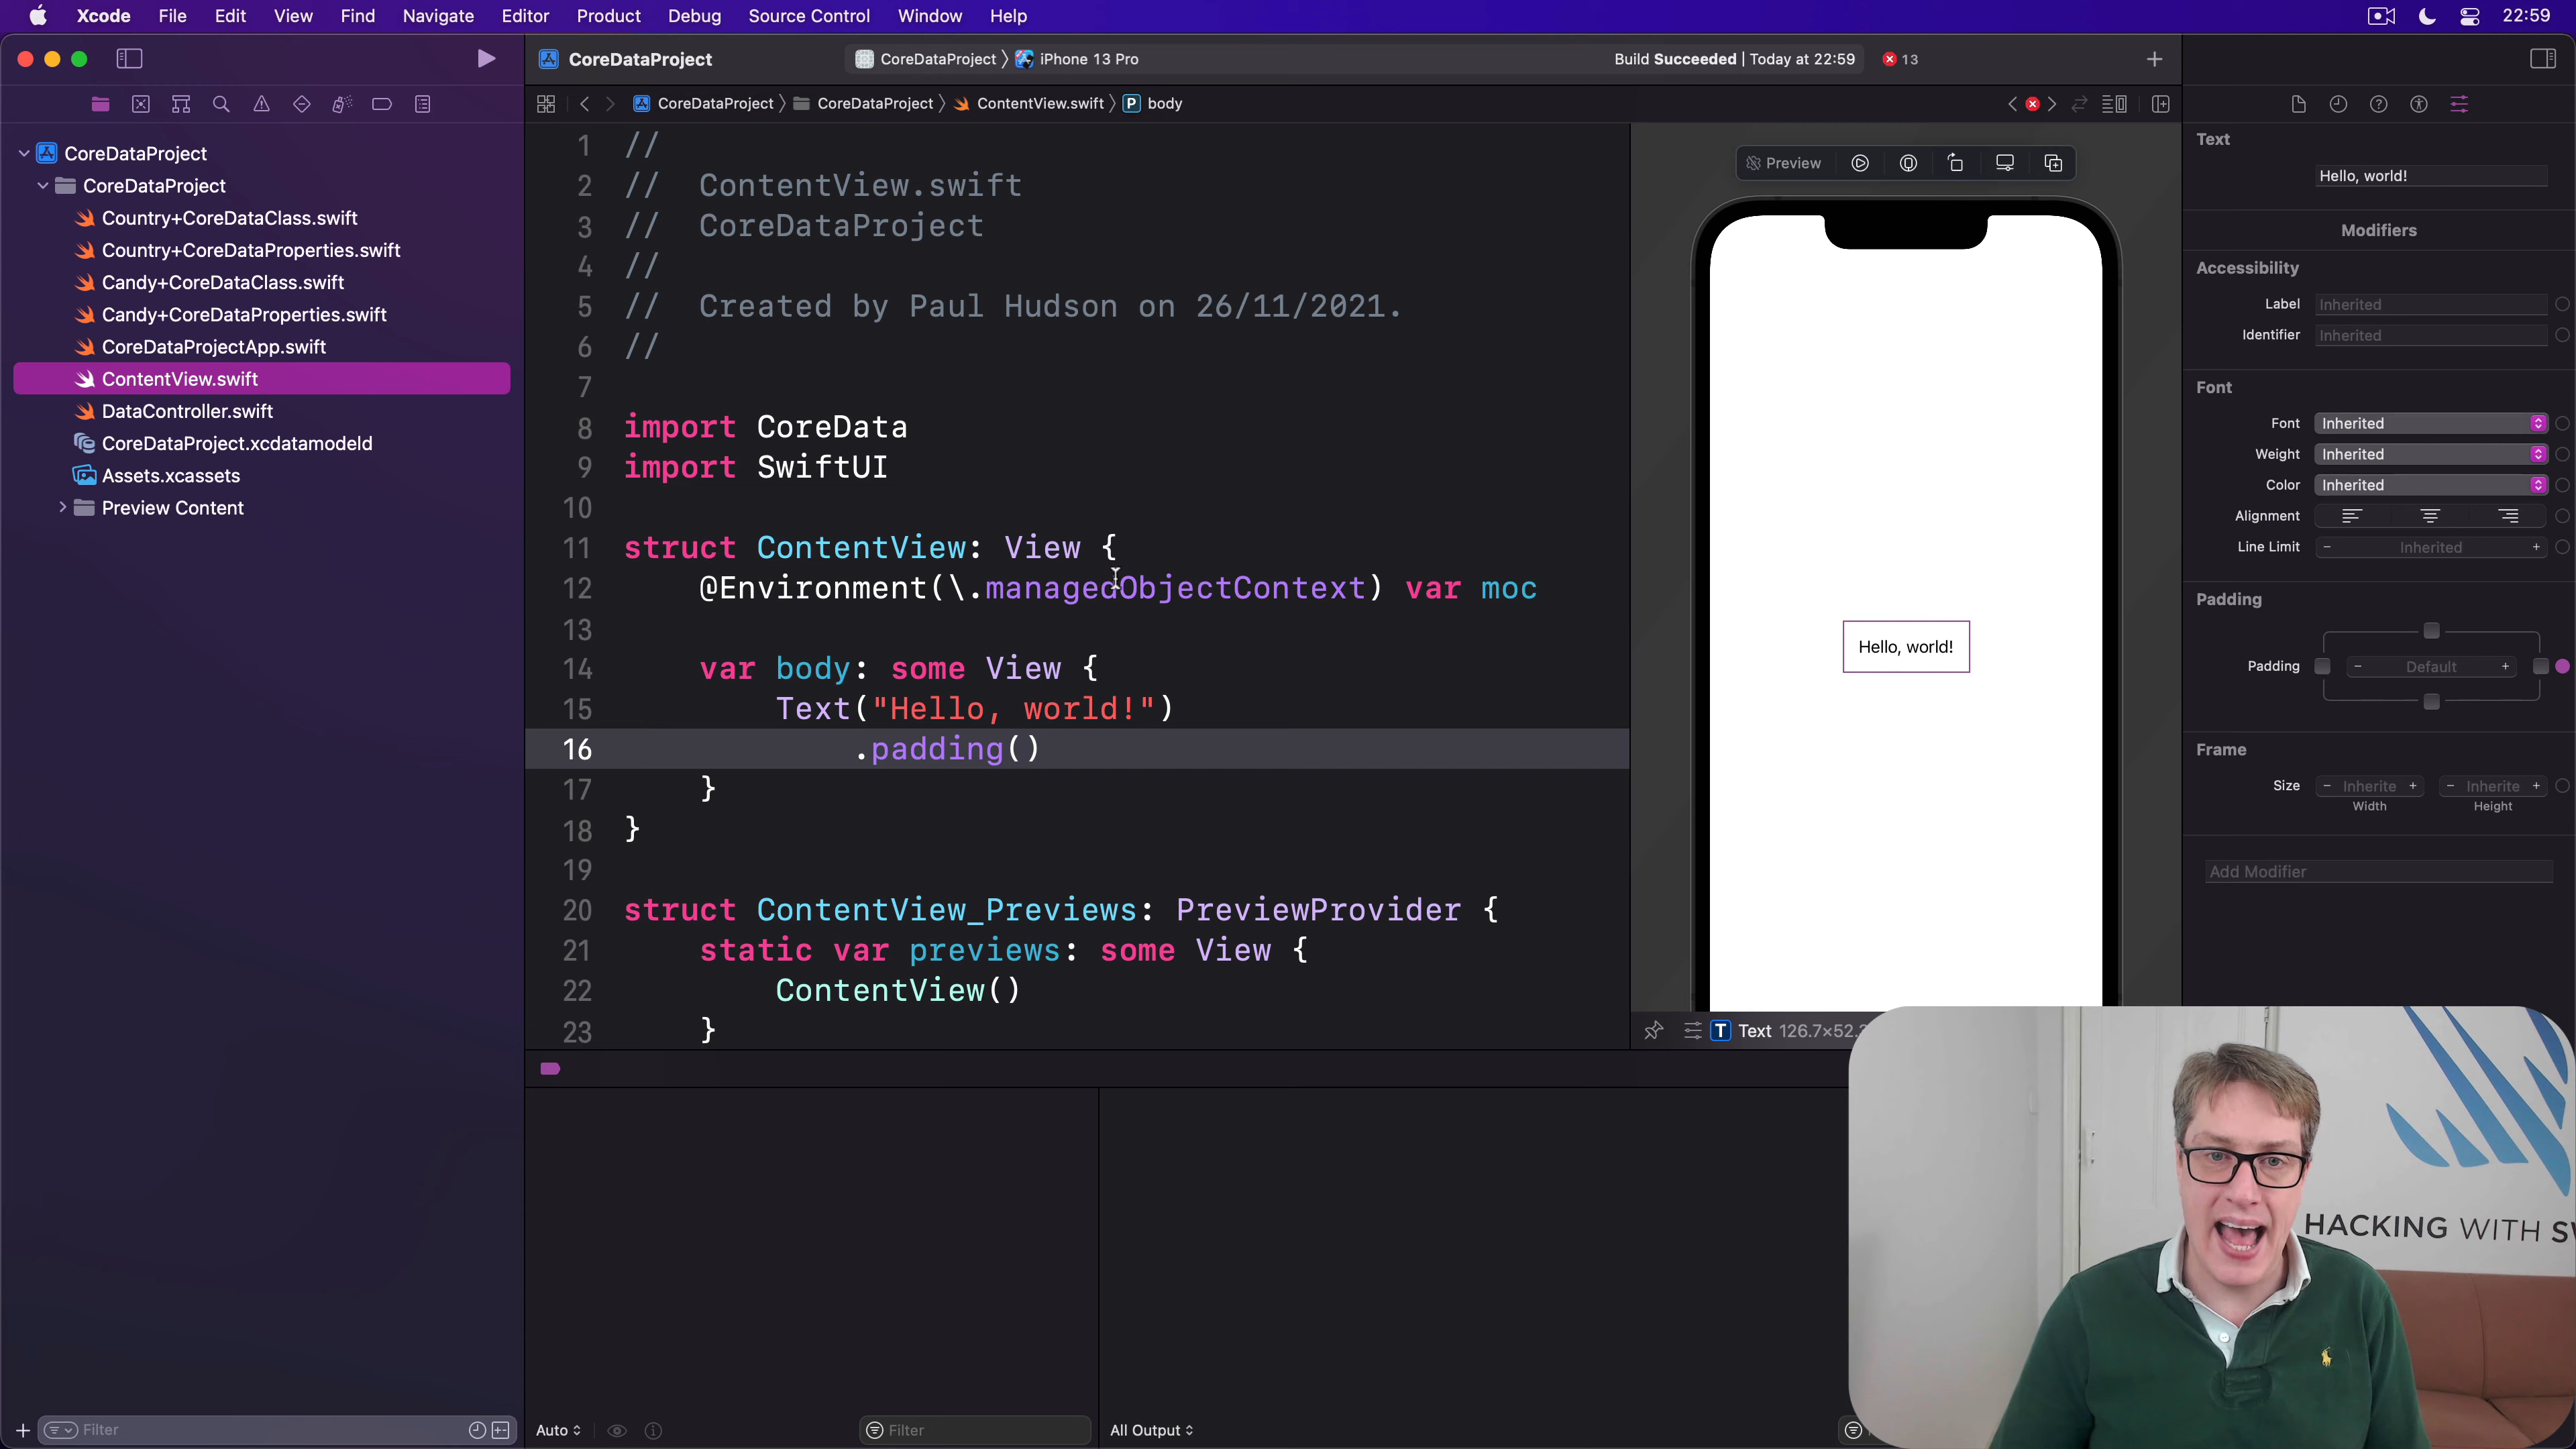 Xcode File Edit View Find Navigate Editor Product Debug Source Control Window Help 22:59
CoreDataProject CoreDataProject iPhone 13 Pro Build Succeeded | Today at 22:59 13
CoreDataProject CoreDataProject ContentView.swift P body
CoreDataProject
CoreDataProject
Country+CoreDataClass.swift
Country+CoreDataProperties.swift
Candy+CoreDataClass.swift
Candy+CoreDataProperties.swift
CoreDataProjectApp.swift
ContentView.swift
DataController.swift
CoreDataProject.xcdatamodeld
Assets.xcassets
Preview Content
Filter
1 //
2 // ContentView.swift
3 // CoreDataProject
4 //
5 // Created by Paul Hudson on 26/11/2021.
6 //
7
8 import CoreData
9 import SwiftUI
10
11 struct ContentView: View {
12 @Environment(\.managedObjectContext) var moc
13
14 var body: some View {
15 Text("Hello, world!")
16 .padding()
17 }
18 }
19
20 struct ContentView_Previews: PreviewProvider {
21 static var previews: some View {
22 ContentView()
23 }
Preview
Hello, world!
T Text 126.7×52.
Auto
Filter
All Output
Text
Hello, world!
Modifiers
Accessibility
Label Inherited
Identifier Inherited
Font
Font Inherited
Weight Inherited
Color Inherited
Alignment
Line Limit − Inherited +
Padding
Padding − Default +
Frame
Size − Inherite + − Inherite +
Width Height
Add Modifier
HACKING WITH